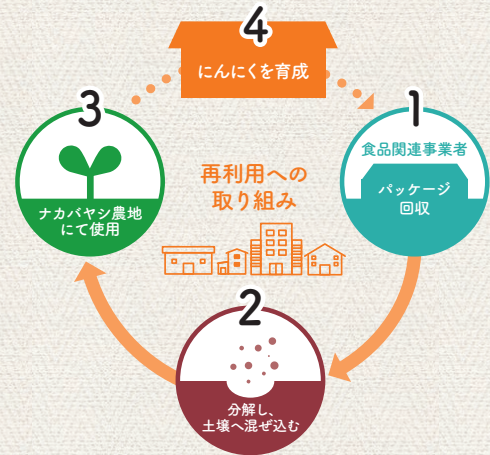 4
にんにくを育成
1
食品関連事業者
パッケージ
回収
3
ナカバヤシ農地
にて使用
再利用への
取り組み
2
分解し、
土壌へ混ぜ込む